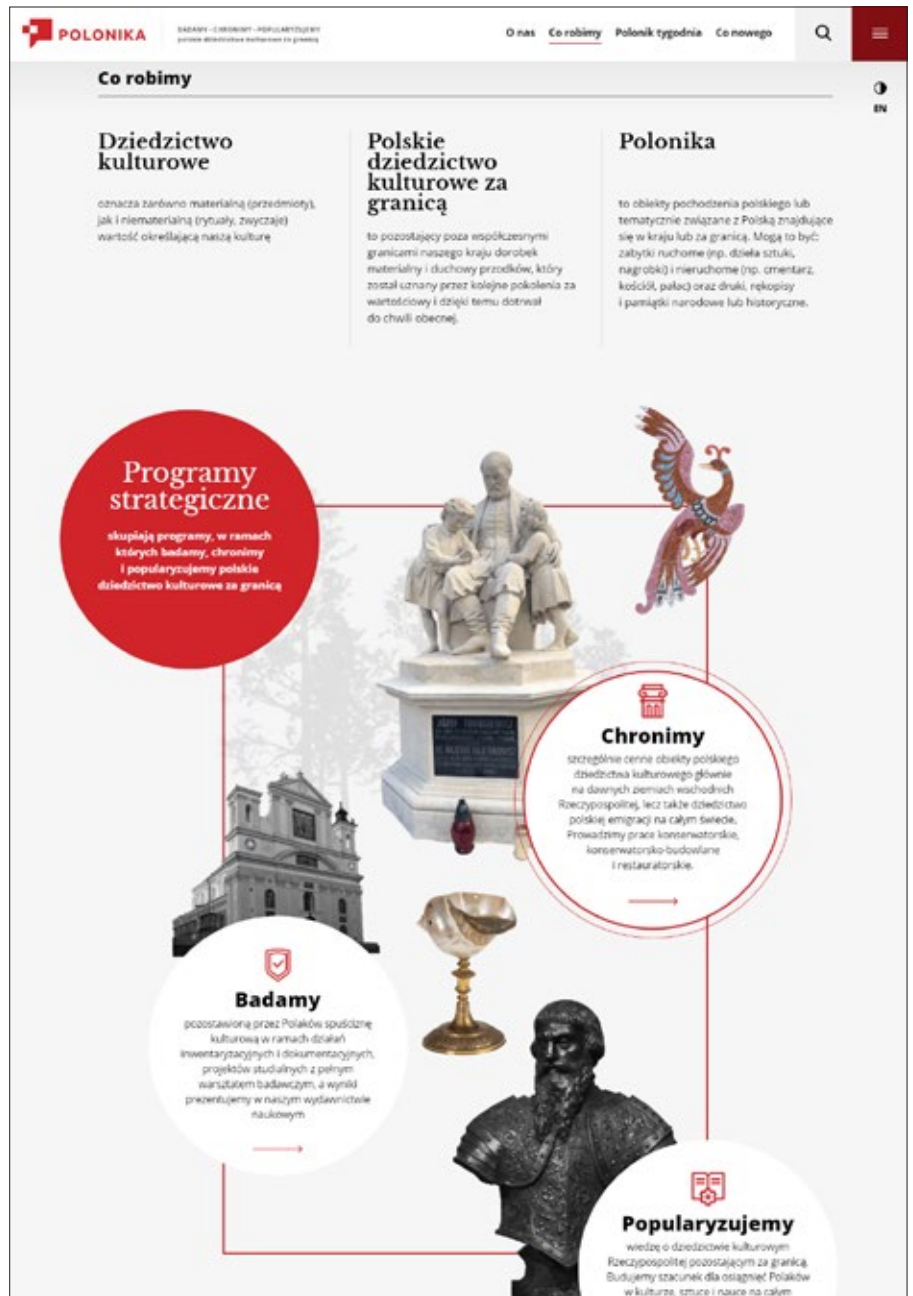 POLONIKA
BADAMY - CHRONIMY - POPULARYZUJEMY
polskie dziedzictwo kulturowe za granicą
O nas Co robimy Polonik tygodnia Co nowego
EN
Co robimy
Dziedzictwo
kulturowe
oznacza zarówno materialną (przedmioty),
jak i niematerialną (rytuały, zwyczaje)
wartość określającą naszą kulturę
Polskie
dziedzictwo
kulturowe za
granicą
to pozostający poza współczesnymi
granicami naszego kraju dorobek
materialny i duchowy przodków, który
został uznany przez kolejne pokolenia za
wartościowy i dzięki temu dotrwał
do chwili obecnej.
Polonika
to obiekty pochodzenia polskiego lub
tematycznie związane z Polską znajdujące
się w kraju lub za granicą. Mogą to być:
zabytki ruchome (np. dzieła sztuki,
nagrobki) i nieruchome (np. cmentarz,
kościół, pałac) oraz druki, rękopisy
i pamiątki narodowe lub historyczne.
Programy
strategiczne
skupiają programy, w ramach
których badamy, chronimy
i popularyzujemy polskie
dziedzictwo kulturowe za granicą
Chronimy
szczególnie cenne obiekty polskiego
dziedzictwa kulturowego głównie
na dawnych ziemiach wschodnich
Rzeczypospolitej, lecz także dziedzictwo
polskiej emigracji na całym świecie.
Prowadzimy prace konserwatorskie,
konserwatorsko-budowlane
i restauratorskie.
Badamy
pozostawioną przez Polaków spuściznę
kulturową w ramach działań
inwentaryzacyjnych i dokumentacyjnych,
projektów studialnych z pełnym
warsztatem badawczym, a wyniki
prezentujemy w naszym wydawnictwie
naukowym
Popularyzujemy
wiedzę o dziedzictwie kulturowym
Rzeczypospolitej pozostającym za granicą.
Budujemy szacunek dla osiągnięć Polaków
w kulturze, sztuce i nauce na całym